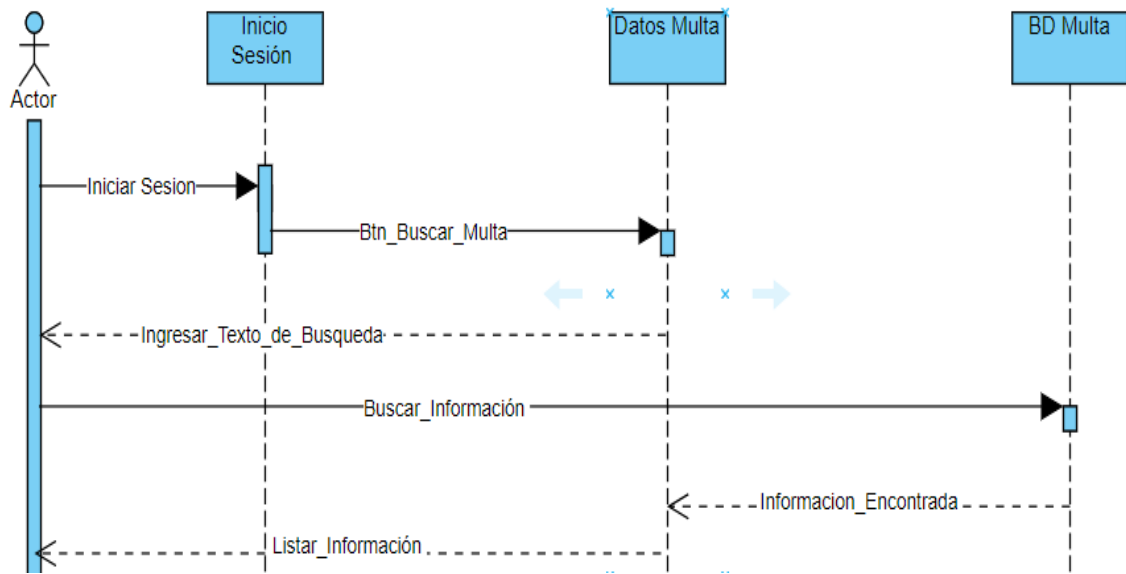 Inicio
Sesión
Datos Multa
BD Multa
Actor
Iniciar Sesion
Btn_Buscar_Multa
Ingresar_Texto_de_Busqueda
Buscar_Información
Informacion_Encontrada
Listar_Información